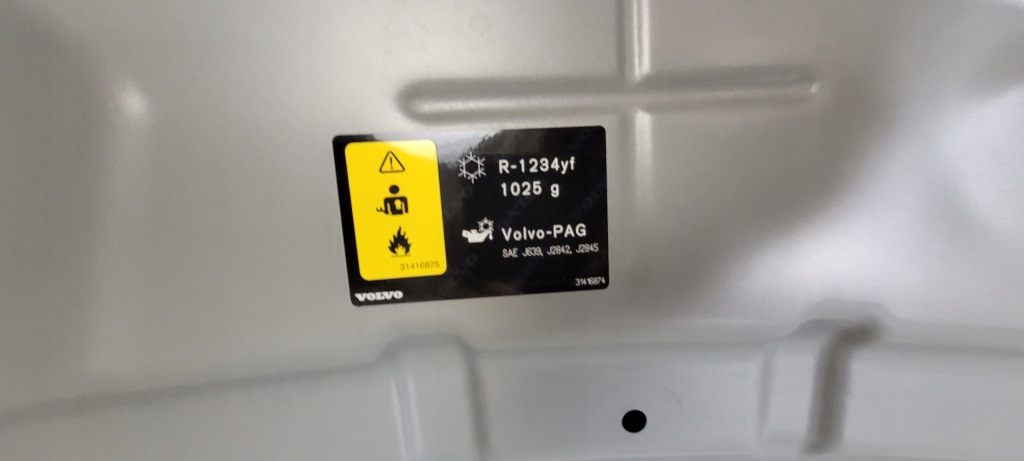 R-1234yf
1025 g
Volvo-PAG
SAE J639, J2842, J2845
31416875
31416874
VOLVO